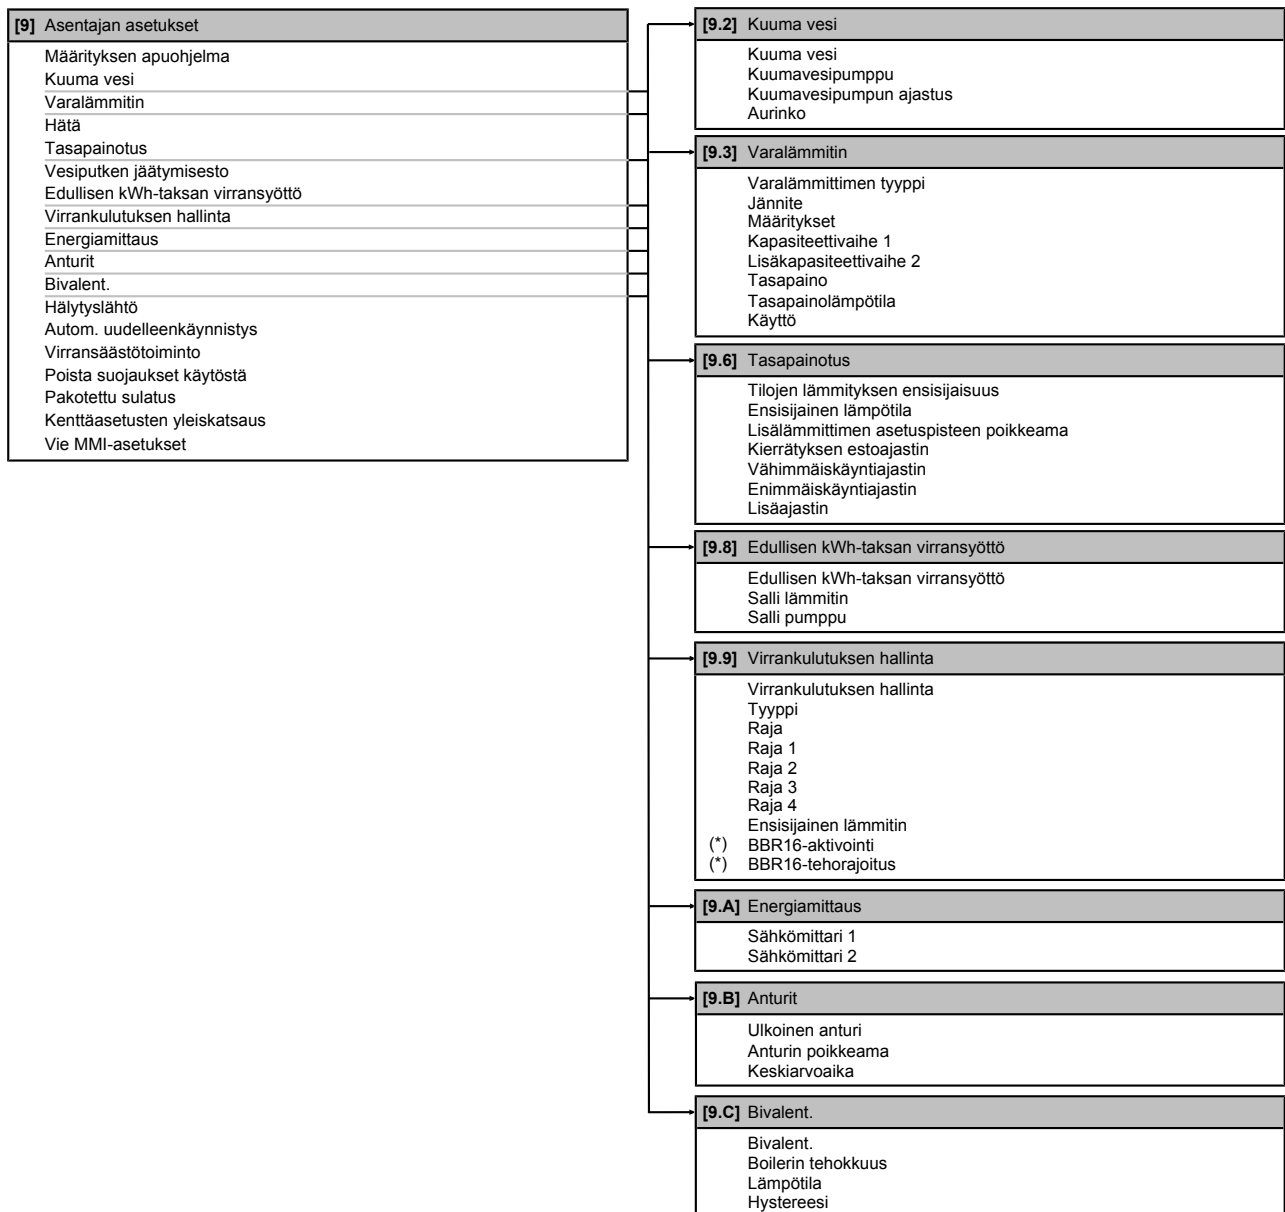 [9] Asentajan asetukset
Määrityksen apuohjelma
Kuuma vesi
Varalämmitin
Hätä
Tasapainotus
Vesiputken jäätymisesto
Edullisen kWh-taksan virransyöttö
Virrankulutuksen hallinta
Energiamittaus
Anturit
Bivalent.
Hälytyslähtö
Autom. uudelleenkäynnistys
Virransäästötoiminto
Poista suojaukset käytöstä
Pakotettu sulatus
Kenttäasetusten yleiskatsaus
Vie MMI-asetukset
[9.2] Kuuma vesi
Kuuma vesi
Kuumavesipumppu
Kuumavesipumpun ajastus
Aurinko
[9.3] Varalämmitin
Varalämmittimen tyyppi
Jännite
Määritykset
Kapasiteettivaihe 1
Lisäkapasiteettivaihe 2
Tasapaino
Tasapainolämpötila
Käyttö
[9.6] Tasapainotus
Tilojen lämmityksen ensisijaisuus
Ensisijainen lämpötila
Lisälämmittimen asetuspisteen poikkeama
Kierrätyksen estoajastin
Vähimmäiskäyntiajastin
Enimmäiskäyntiajastin
Lisäajastin
[9.8] Edullisen kWh-taksan virransyöttö
Edullisen kWh-taksan virransyöttö
Salli lämmitin
Salli pumppu
[9.9] Virrankulutuksen hallinta
Virrankulutuksen hallinta
Tyyppi
Raja
Raja 1
Raja 2
Raja 3
Raja 4
Ensisijainen lämmitin
(*) BBR16-aktivointi
(*) BBR16-tehorajoitus
[9.A] Energiamittaus
Sähkömittari 1
Sähkömittari 2
[9.B] Anturit
Ulkoinen anturi
Anturin poikkeama
Keskiarvoaika
[9.C] Bivalent.
Bivalent.
Boilerin tehokkuus
Lämpötila
Hystereesi